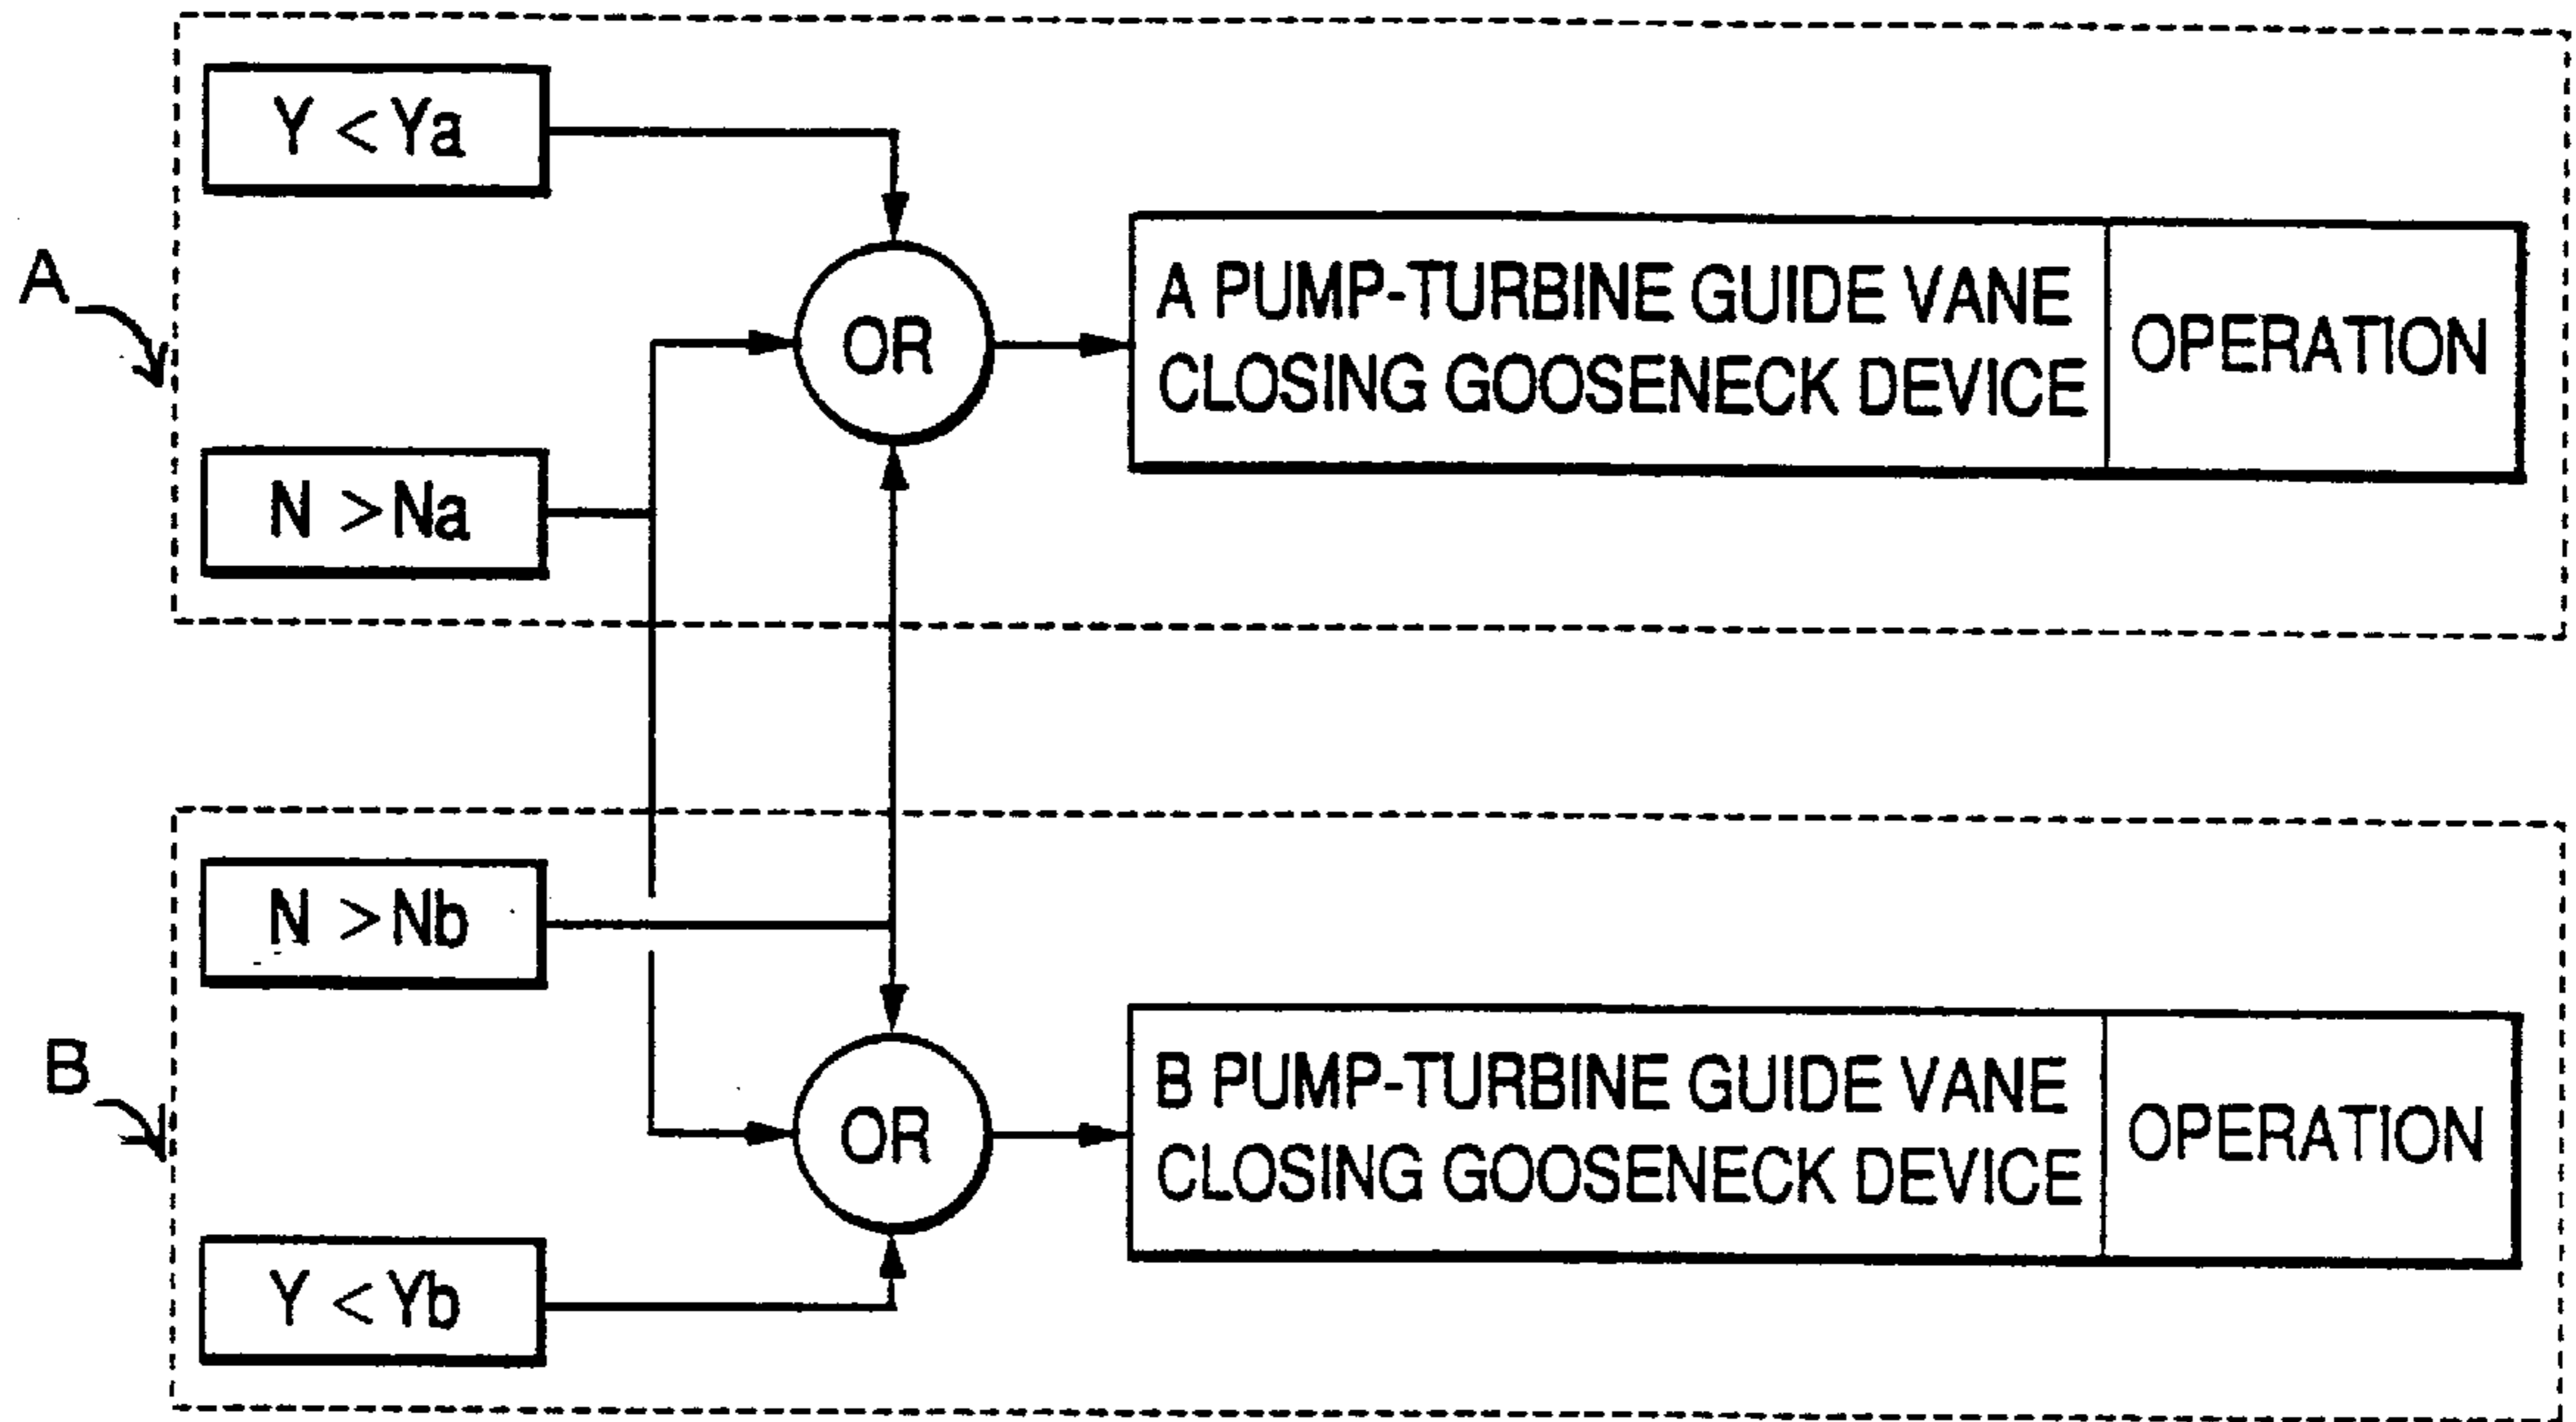 Y < Ya
A
OR
A PUMP-TURBINE GUIDE VANE
CLOSING GOOSENECK DEVICE
OPERATION
N > Na
N > Nb
B
OR
B PUMP-TURBINE GUIDE VANE
CLOSING GOOSENECK DEVICE
OPERATION
Y < Yb